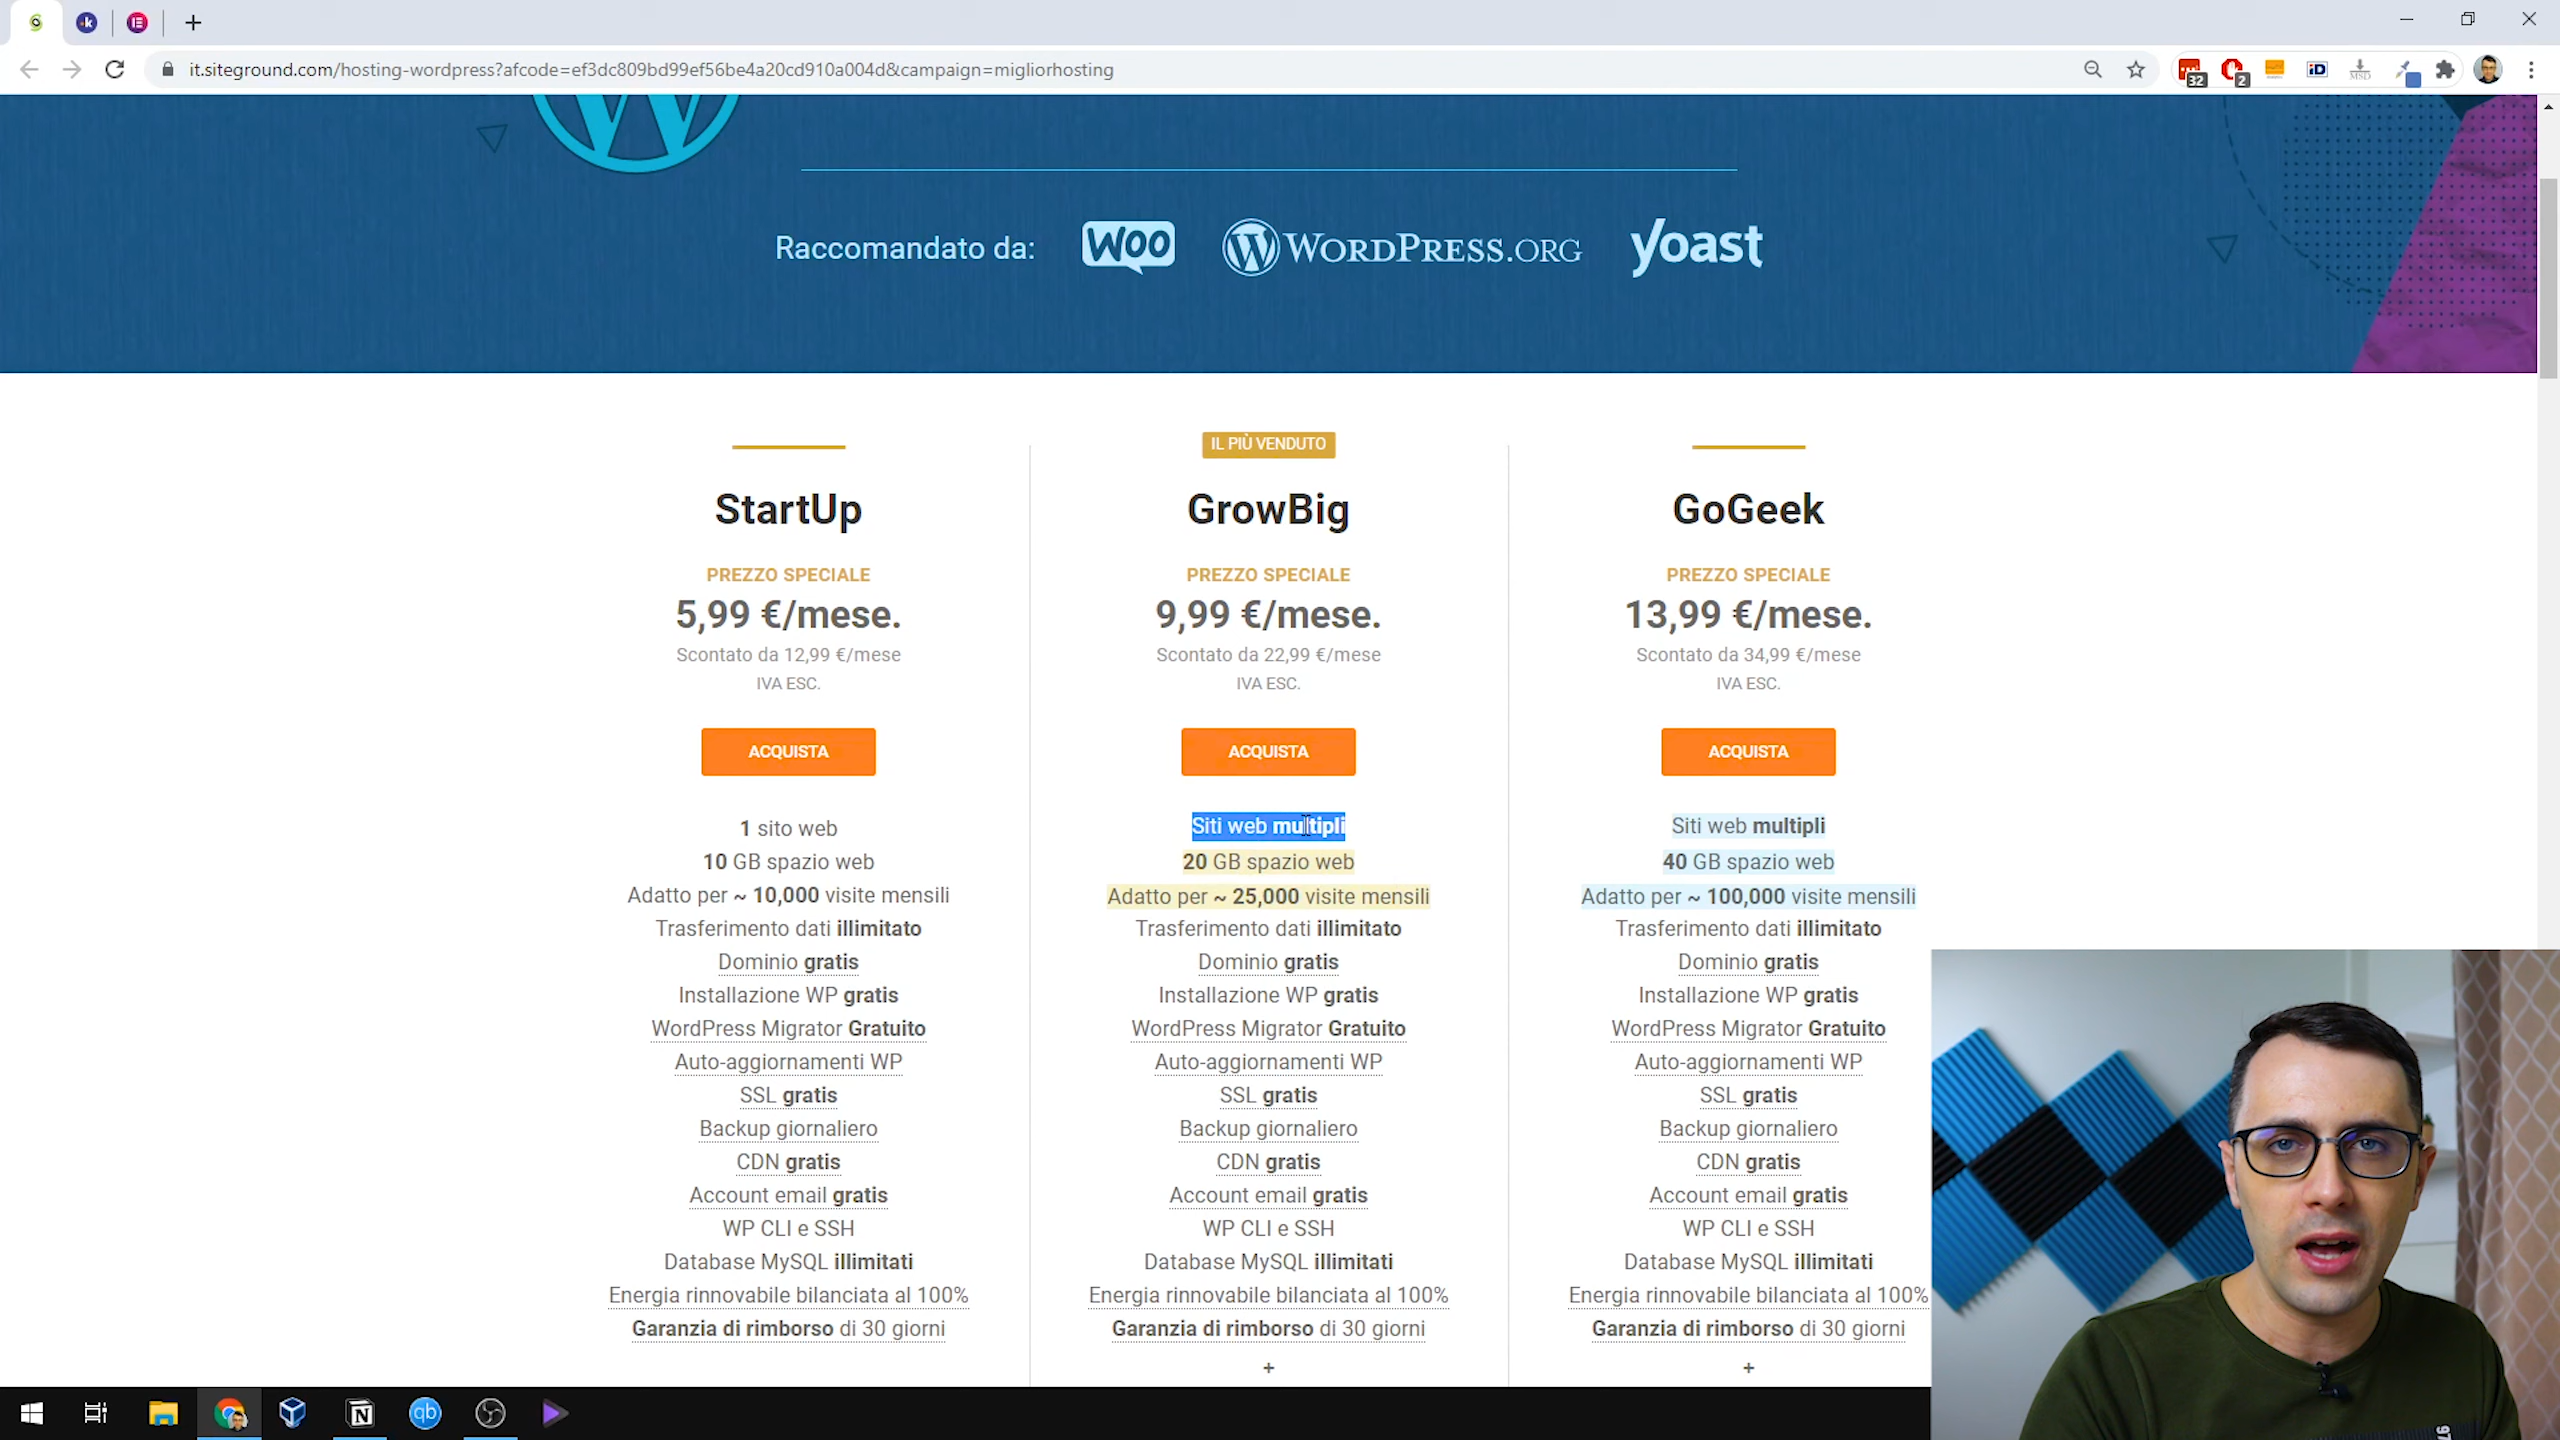 it.siteground.com/hosting-wordpress?afcode=ef3dc809bd99ef56be4a20cd910a004d&campaign=migliorhosting
32
2
iD
MSD
Raccomandato da:
Woo
WORDPRESS.ORG
yoast
StartUp
PREZZO SPECIALE
5,99 €/mese.
Scontato da 12,99 €/mese
IVA ESC.
ACQUISTA
1 sito web
10 GB spazio web
Adatto per ~ 10,000 visite mensili
Trasferimento dati illimitato
Dominio gratis
Installazione WP gratis
WordPress Migrator Gratuito
Auto-aggiornamenti WP
SSL gratis
Backup giornaliero
CDN gratis
Account email gratis
WP CLI e SSH
Database MySQL illimitati
Energia rinnovabile bilanciata al 100%
Garanzia di rimborso di 30 giorni
IL PIÙ VENDUTO
GrowBig
PREZZO SPECIALE
9,99 €/mese.
Scontato da 22,99 €/mese
IVA ESC.
ACQUISTA
Siti web multipli
20 GB spazio web
Adatto per ~ 25,000 visite mensili
Trasferimento dati illimitato
Dominio gratis
Installazione WP gratis
WordPress Migrator Gratuito
Auto-aggiornamenti WP
SSL gratis
Backup giornaliero
CDN gratis
Account email gratis
WP CLI e SSH
Database MySQL illimitati
Energia rinnovabile bilanciata al 100%
Garanzia di rimborso di 30 giorni
+
GoGeek
PREZZO SPECIALE
13,99 €/mese.
Scontato da 34,99 €/mese
IVA ESC.
ACQUISTA
Siti web multipli
40 GB spazio web
Adatto per ~ 100,000 visite mensili
Trasferimento dati illimitato
Dominio gratis
Installazione WP gratis
WordPress Migrator Gratuito
Auto-aggiornamenti WP
SSL gratis
Backup giornaliero
CDN gratis
Account email gratis
WP CLI e SSH
Database MySQL illimitati
Energia rinnovabile bilanciata al 100%
Garanzia di rimborso di 30 giorni
+
qb